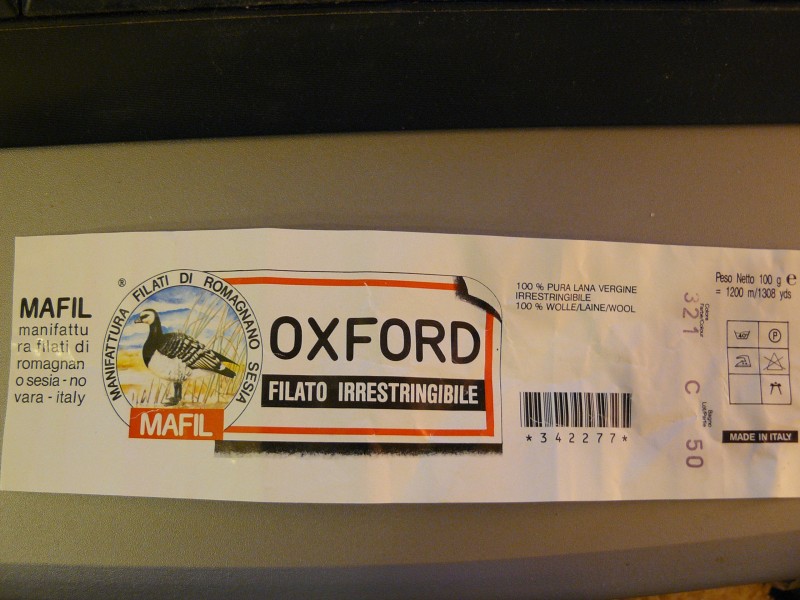 MAFIL
manifattu
ra filati di
romagnan
o sesia - no
vara - italy
®
MANIFATTURA FILATI DI ROMAGNANO SESIA
MAFIL
OXFORD
FILATO IRRESTRINGIBILE
100 % PURA LANA VERGINE
IRRESTRINGIBILE
100 % WOLLE/LAINE/WOOL
*342277*
321 C 50
Peso Netto 100 g e
= 1200 m/1308 yds
P
MADE IN ITALY